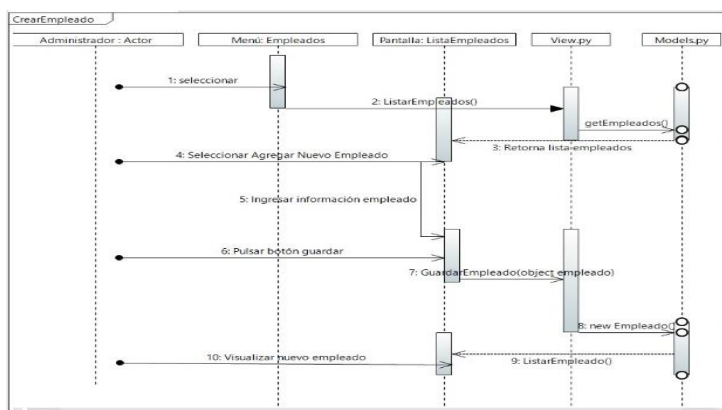 CrearEmpleado
Administrador : Actor
Menú: Empleados
Pantalla: ListaEmpleados
View.py
Models.py
1: seleccionar
2: ListarEmpleados()
getEmpleados()
3: Retorna lista empleados
4: Seleccionar Agregar Nuevo Empleado
5: Ingresar información empleado
6: Pulsar botón guardar
7: GuardarEmpleado(object empleado)
8: new Empleado()
9: ListarEmpleado()
10: Visualizar nuevo empleado